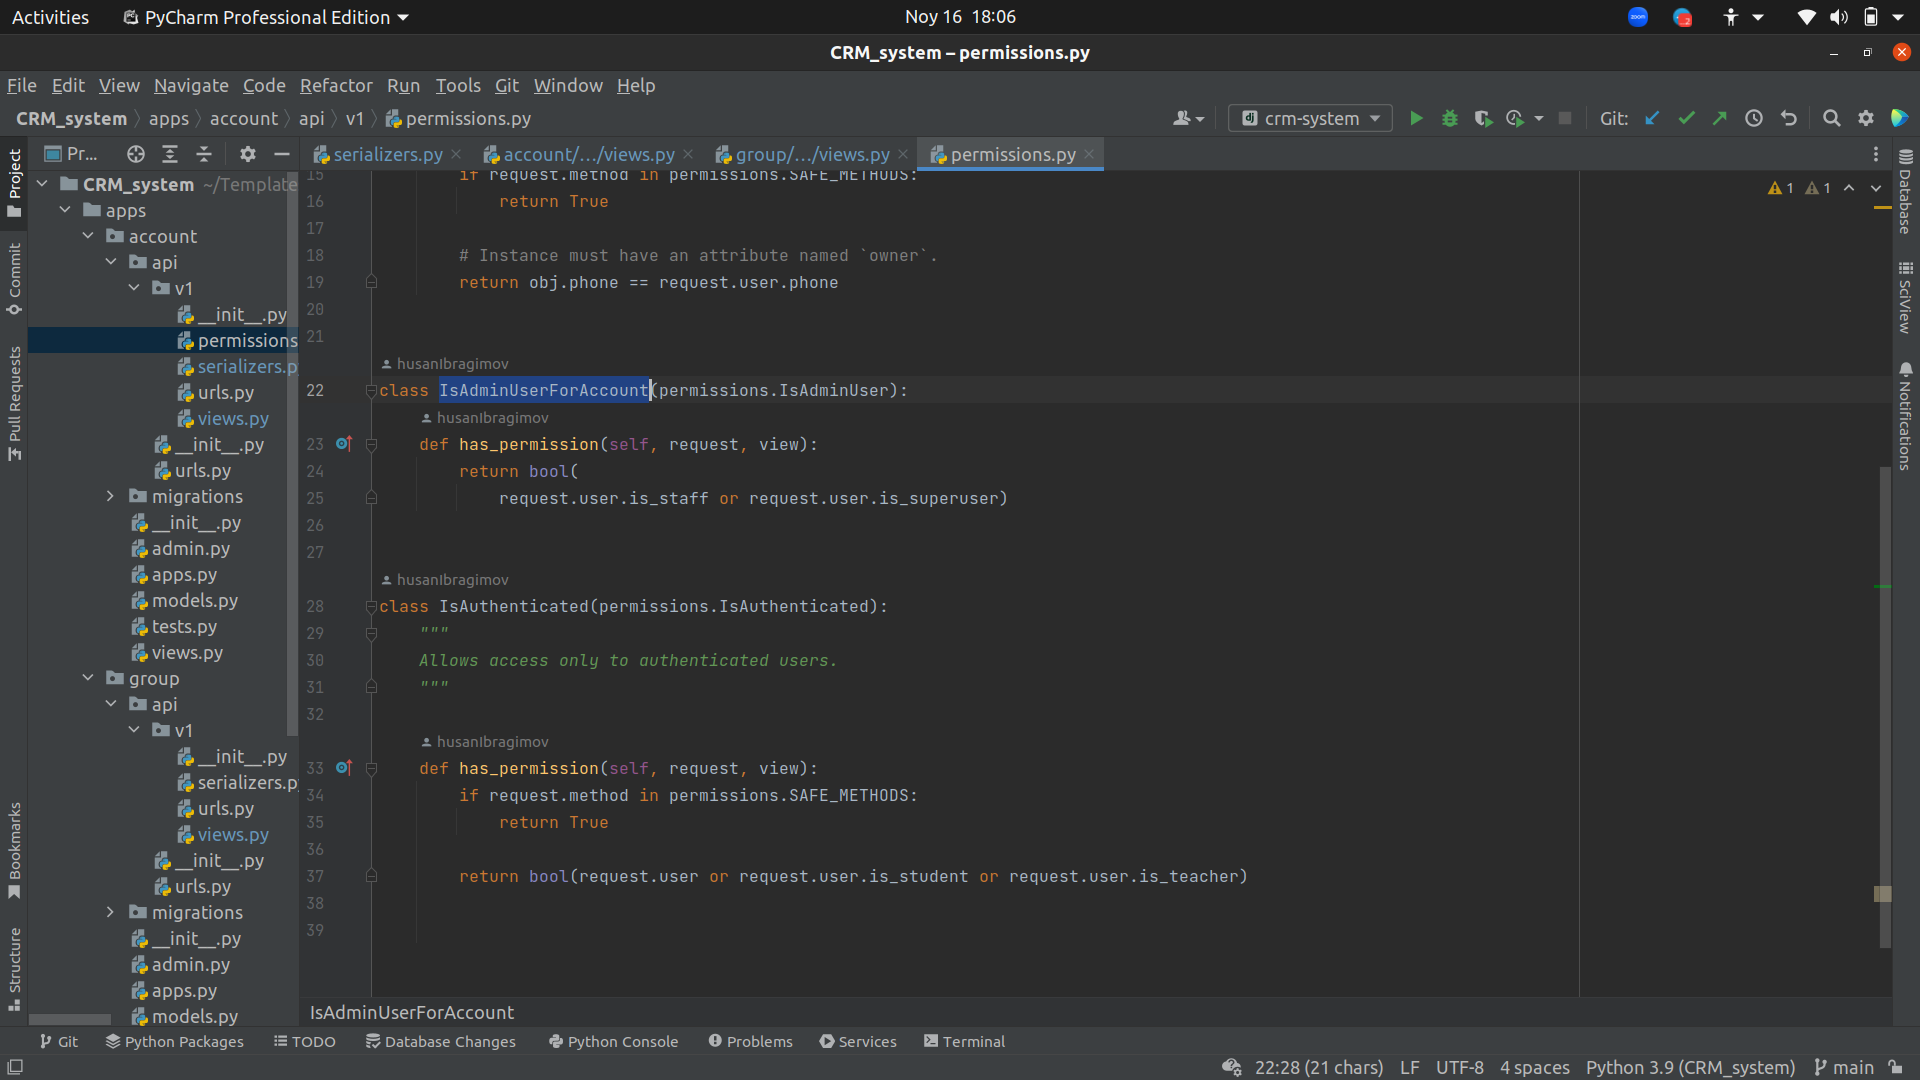 Activities PyCharm Professional Edition Noy 16 18:06 zoom 2
CRM_system – permissions.py
File Edit View Navigate Code Refactor Run Tools Git Window Help
CRM_system apps account api v1 permissions.py crm-system Git:
Pr... serializers.py account/.../views.py group/.../views.py permissions.py
Project
Commit
Pull Requests
Bookmarks
Structure
CRM_system ~/Template
apps
account
api
v1
__init__.py
permissions
serializers.p
urls.py
views.py
__init__.py
urls.py
migrations
__init__.py
admin.py
apps.py
models.py
tests.py
views.py
group
api
v1
__init__.py
serializers.py
urls.py
views.py
__init__.py
urls.py
migrations
__init__.py
admin.py
apps.py
models.py
1 1
15 if request.method in permissions.SAFE_METHODS:
16 return True
17
18 # Instance must have an attribute named `owner`.
19 return obj.phone == request.user.phone
20
21
husanIbragimov
22 class IsAdminUserForAccount(permissions.IsAdminUser):
husanIbragimov
23 def has_permission(self, request, view):
24 return bool(
25 request.user.is_staff or request.user.is_superuser)
26
27
husanIbragimov
28 class IsAuthenticated(permissions.IsAuthenticated):
29 """
30 Allows access only to authenticated users.
31 """
32
husanIbragimov
33 def has_permission(self, request, view):
34 if request.method in permissions.SAFE_METHODS:
35 return True
36
37 return bool(request.user or request.user.is_student or request.user.is_teacher)
38
39
IsAdminUserForAccount
Database
SciView
Notifications
Git Python Packages TODO Database Changes Python Console Problems Services Terminal
22:28 (21 chars) LF UTF-8 4 spaces Python 3.9 (CRM_system) main